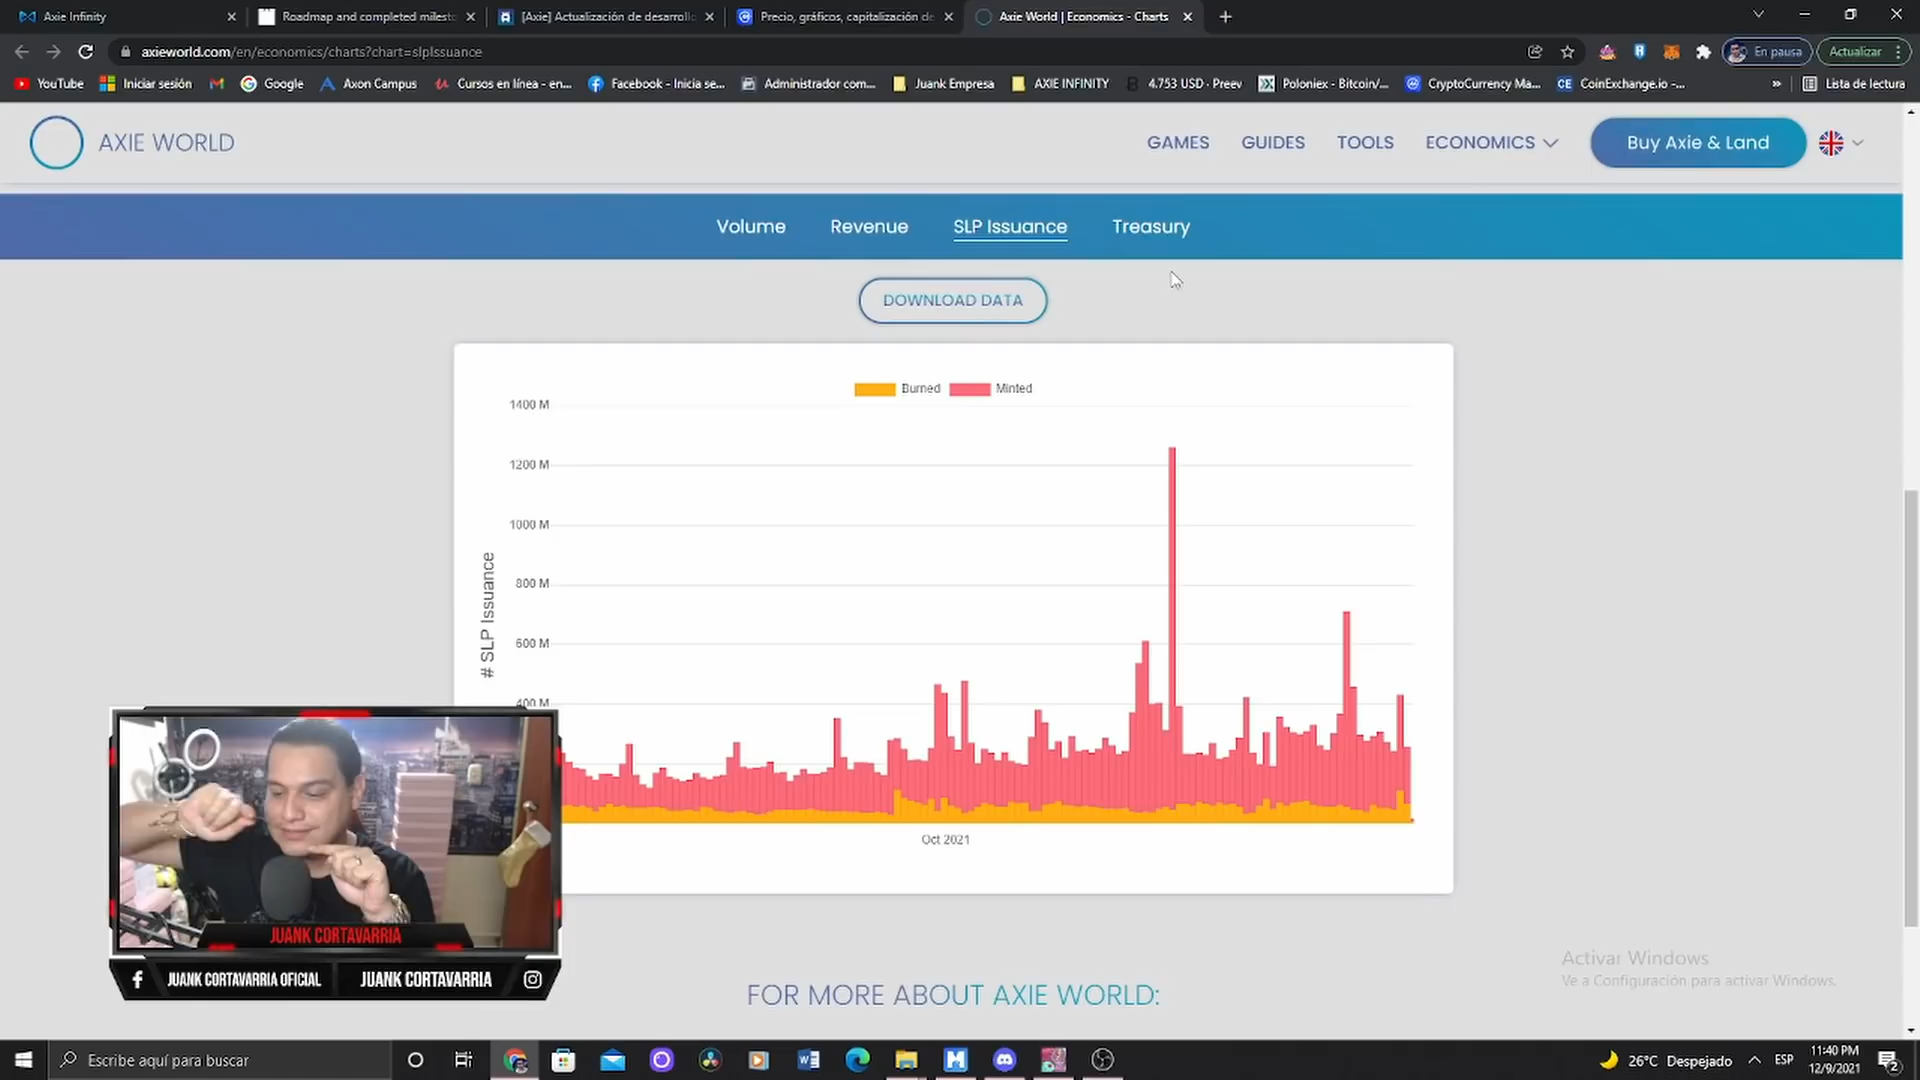 Axie Infinity
Roadmap and completed milest
[Axie] Actualización de desarroll
Precio, gráficos, capitalización de
Axie World | Economics - Charts
axieworld.com/en/economics/charts?chart=slpIssuance
En pausa
Actualizar
YouTube
Iniciar sesión
Google
Axon Campus
Cursos en línea - en...
Facebook - Inicia se...
Administrador com...
Juank Empresa
AXIE INFINITY
4.753 USD · Preev
Poloniex - Bitcoin/...
CryptoCurrency Ma...
CoinExchange.io -...
»
Lista de lectura
AXIE WORLD
GAMES
GUIDES
TOOLS
ECONOMICS
Buy Axie & Land
Volume
Revenue
SLP Issuance
Treasury
DOWNLOAD DATA
Burned
Minted
1400 M
1200 M
1000 M
800 M
600 M
400 M
# SLP Issuance
Oct 2021
JUANK CORTAVARRIA
JUANK CORTAVARRIA OFICIAL
JUANK CORTAVARRIA
FOR MORE ABOUT AXIE WORLD:
Activar Windows
Ve a Configuración para activar Windows.
Escribe aquí para buscar
26°C Despejado
ESP
11:40 PM
12/9/2021
2